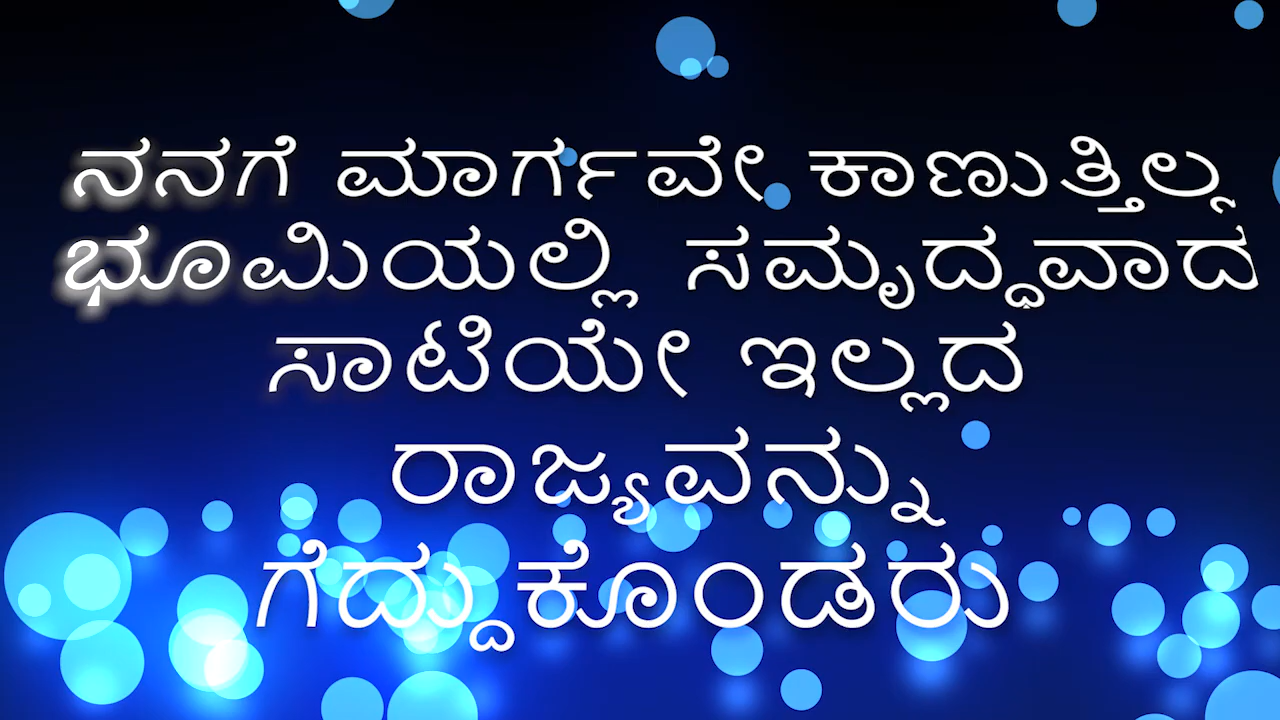 ನನಗೆ ಮಾರ್ಗವೇ ಕಾಣುತ್ತಿಲ್ಲ
ಭೂಮಿಯಲ್ಲಿ ಸಮೃದ್ಧವಾದ
ಸಾಟಿಯೇ ಇಲ್ಲದ
ರಾಜ್ಯವನ್ನು
ಗೆದ್ದುಕೊಂಡರು